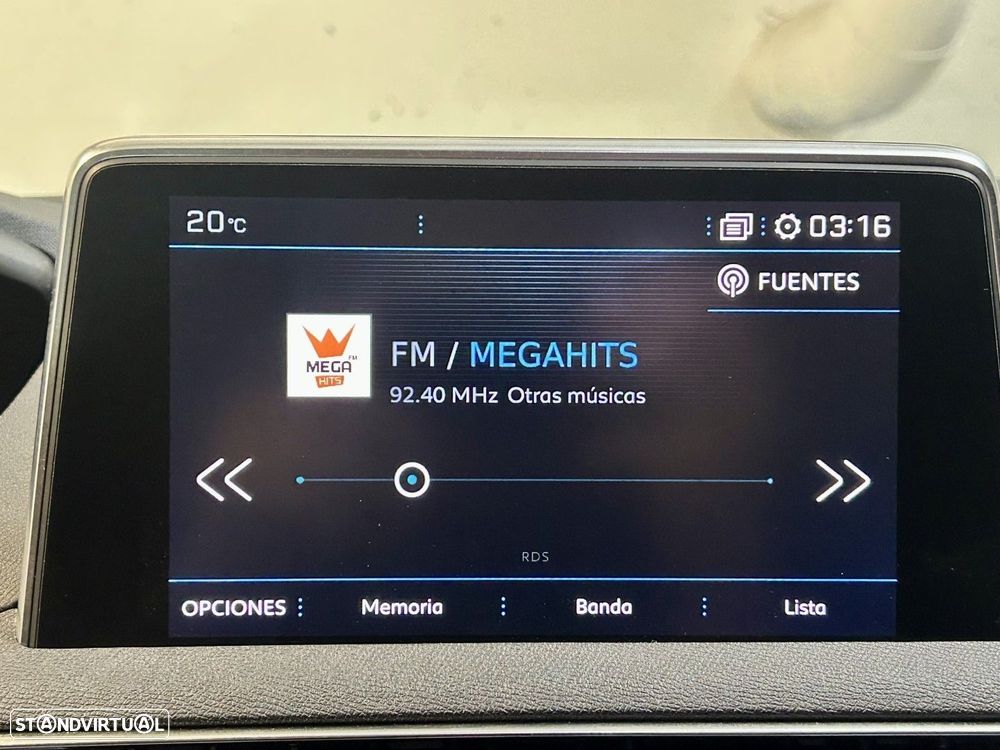 20°C 03:16
FUENTES
MEGA FM
HITS
FM / MEGAHITS
92.40 MHz Otras músicas
RDS
OPCIONES Memoria Banda Lista
STANDVIRTUAL